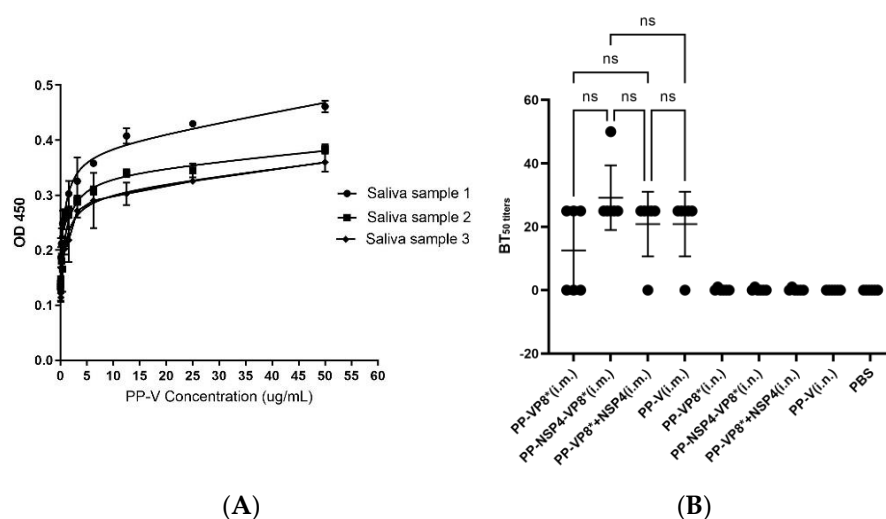 0.5
0.4
0.3
0.2
0.1
0.0
OD 450
0 5 10 15 20 25 30 35 40 45 50 55 60
PP-V Concentration (ug/mL)
Saliva sample 1
Saliva sample 2
Saliva sample 3
(A)
ns
ns ns
ns ns ns
60
40
20
0
-20
BT50 titers
PP-VP8*(i.m.)
PP-NSP4-VP8*(i.m.)
PP-VP8*+NSP4(i.m.)
PP-V(i.m.)
PP-VP8*(i.n.)
PP-NSP4-VP8*(i.n.)
PP-VP8*+NSP4(i.n.)
PP-V(i.n.)
PBS
(B)